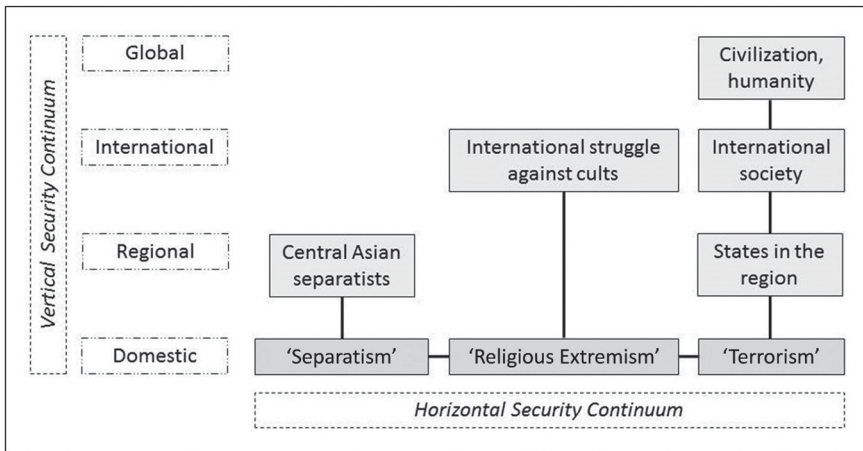 Vertical Security Continuum
Global
Civilization,
humanity
International
International struggle
against cults
International
society
Regional
Central Asian
separatists
States in the
region
Domestic
‘Separatism’
‘Religious Extremism’
‘Terrorism’
Horizontal Security Continuum